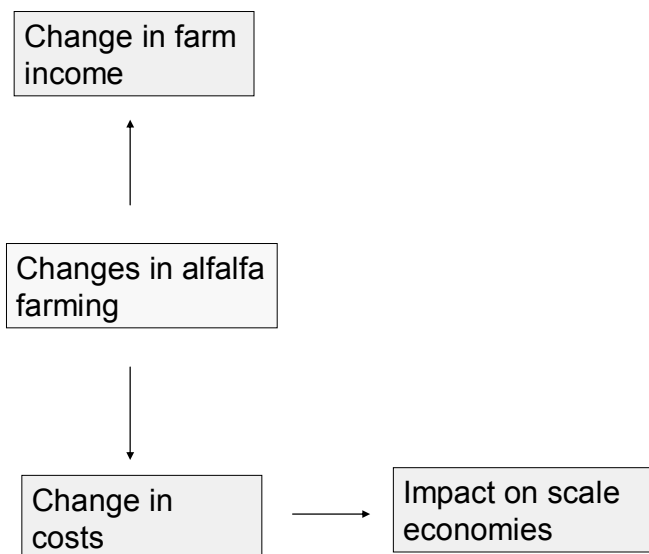 Change in farm
income
Changes in alfalfa
farming
Change in
costs
Impact on scale
economies